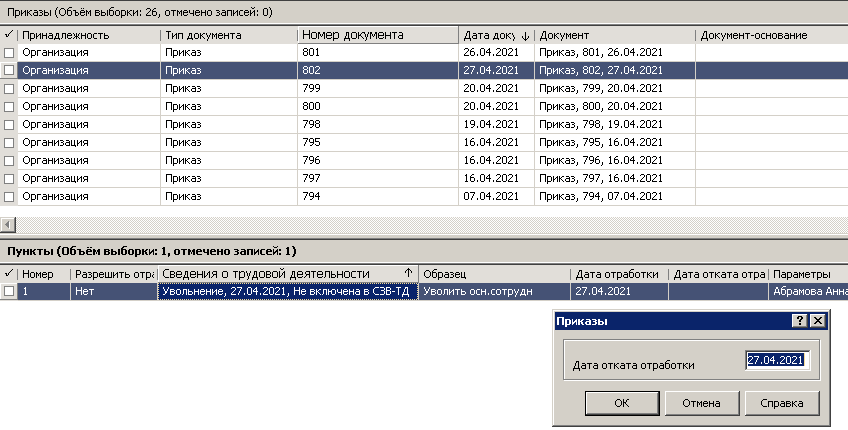 Приказы (Объём выборки: 26, отмечено записей: 0)
Принадлежность Тип документа Номер документа Дата доку Документ Документ-основание
Организация Приказ 801 26.04.2021 Приказ, 801, 26.04.2021
Организация Приказ 802 27.04.2021 Приказ, 802, 27.04.2021
Организация Приказ 799 20.04.2021 Приказ, 799, 20.04.2021
Организация Приказ 800 20.04.2021 Приказ, 800, 20.04.2021
Организация Приказ 798 19.04.2021 Приказ, 798, 19.04.2021
Организация Приказ 795 16.04.2021 Приказ, 795, 16.04.2021
Организация Приказ 796 16.04.2021 Приказ, 796, 16.04.2021
Организация Приказ 797 16.04.2021 Приказ, 797, 16.04.2021
Организация Приказ 794 07.04.2021 Приказ, 794, 07.04.2021
Пункты (Объём выборки: 1, отмечено записей: 1)
Номер Разрешить отра Сведения о трудовой деятельности Образец Дата отработки Дата отката отра Параметры
1 Нет Увольнение, 27.04.2021, Не включена в СЗВ-ТД Уволить осн.сотрудн 27.04.2021 Абрамова Анна
Приказы
Дата отката отработки 27.04.2021
ОК Отмена Справка